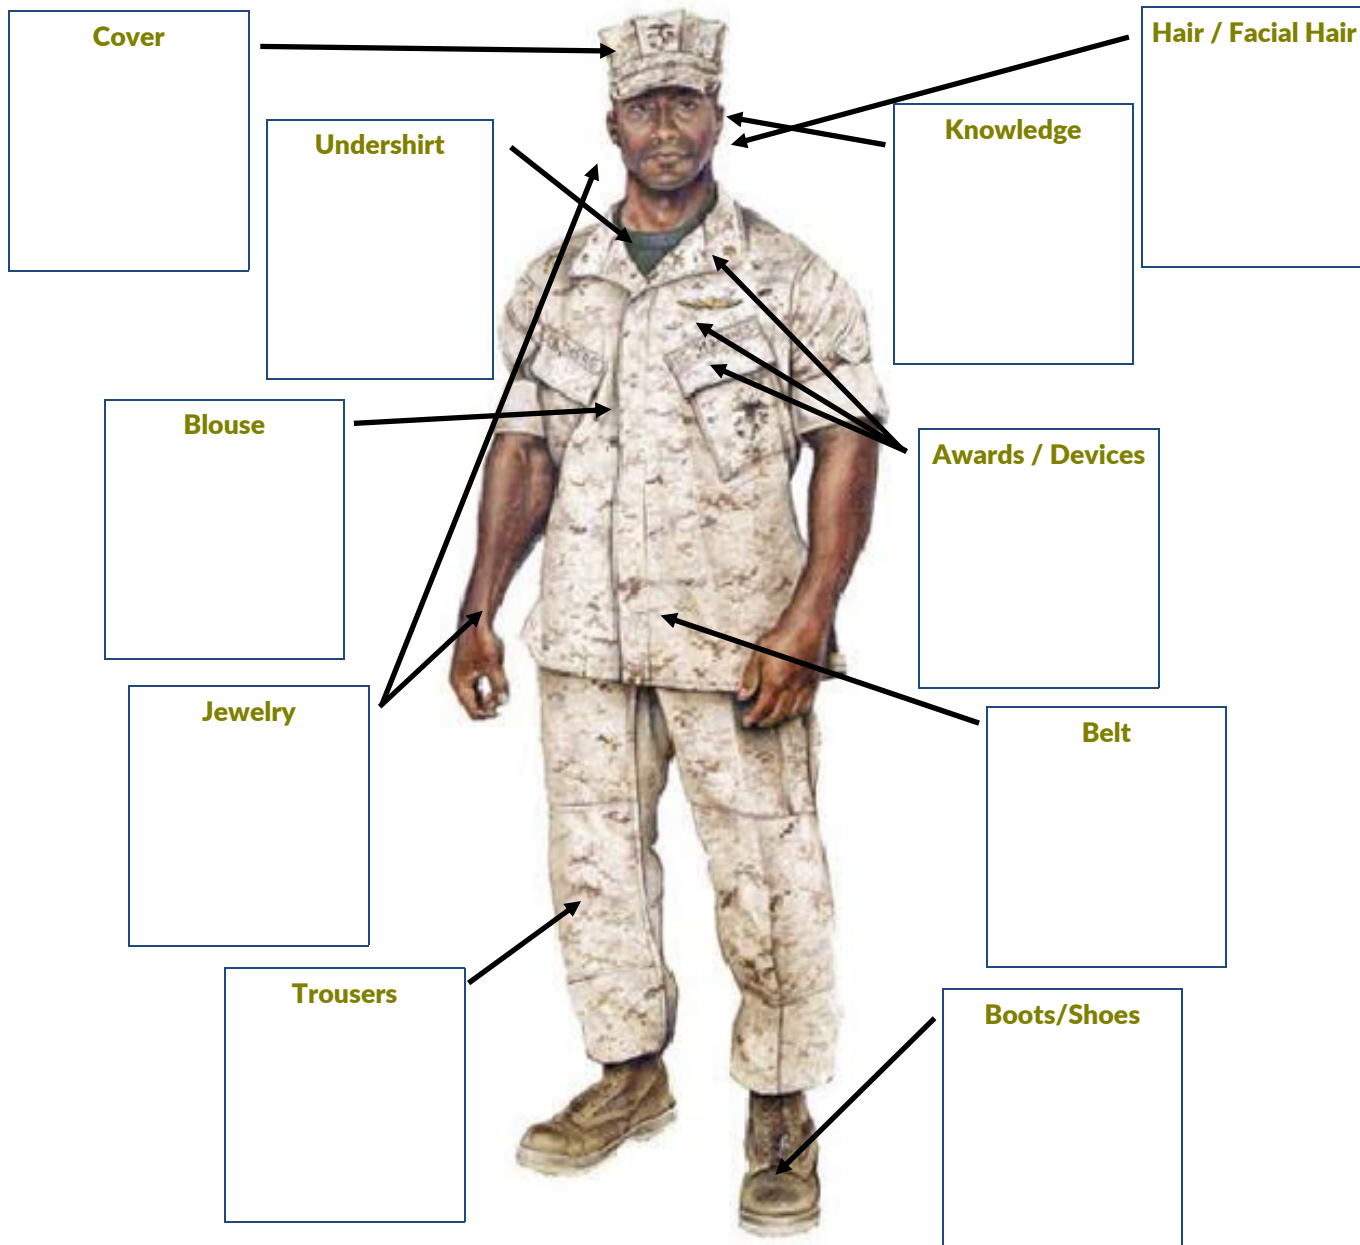 Cover
Hair / Facial Hair
Undershirt
Knowledge
Blouse
Awards / Devices
Jewelry
Belt
Trousers
Boots/Shoes